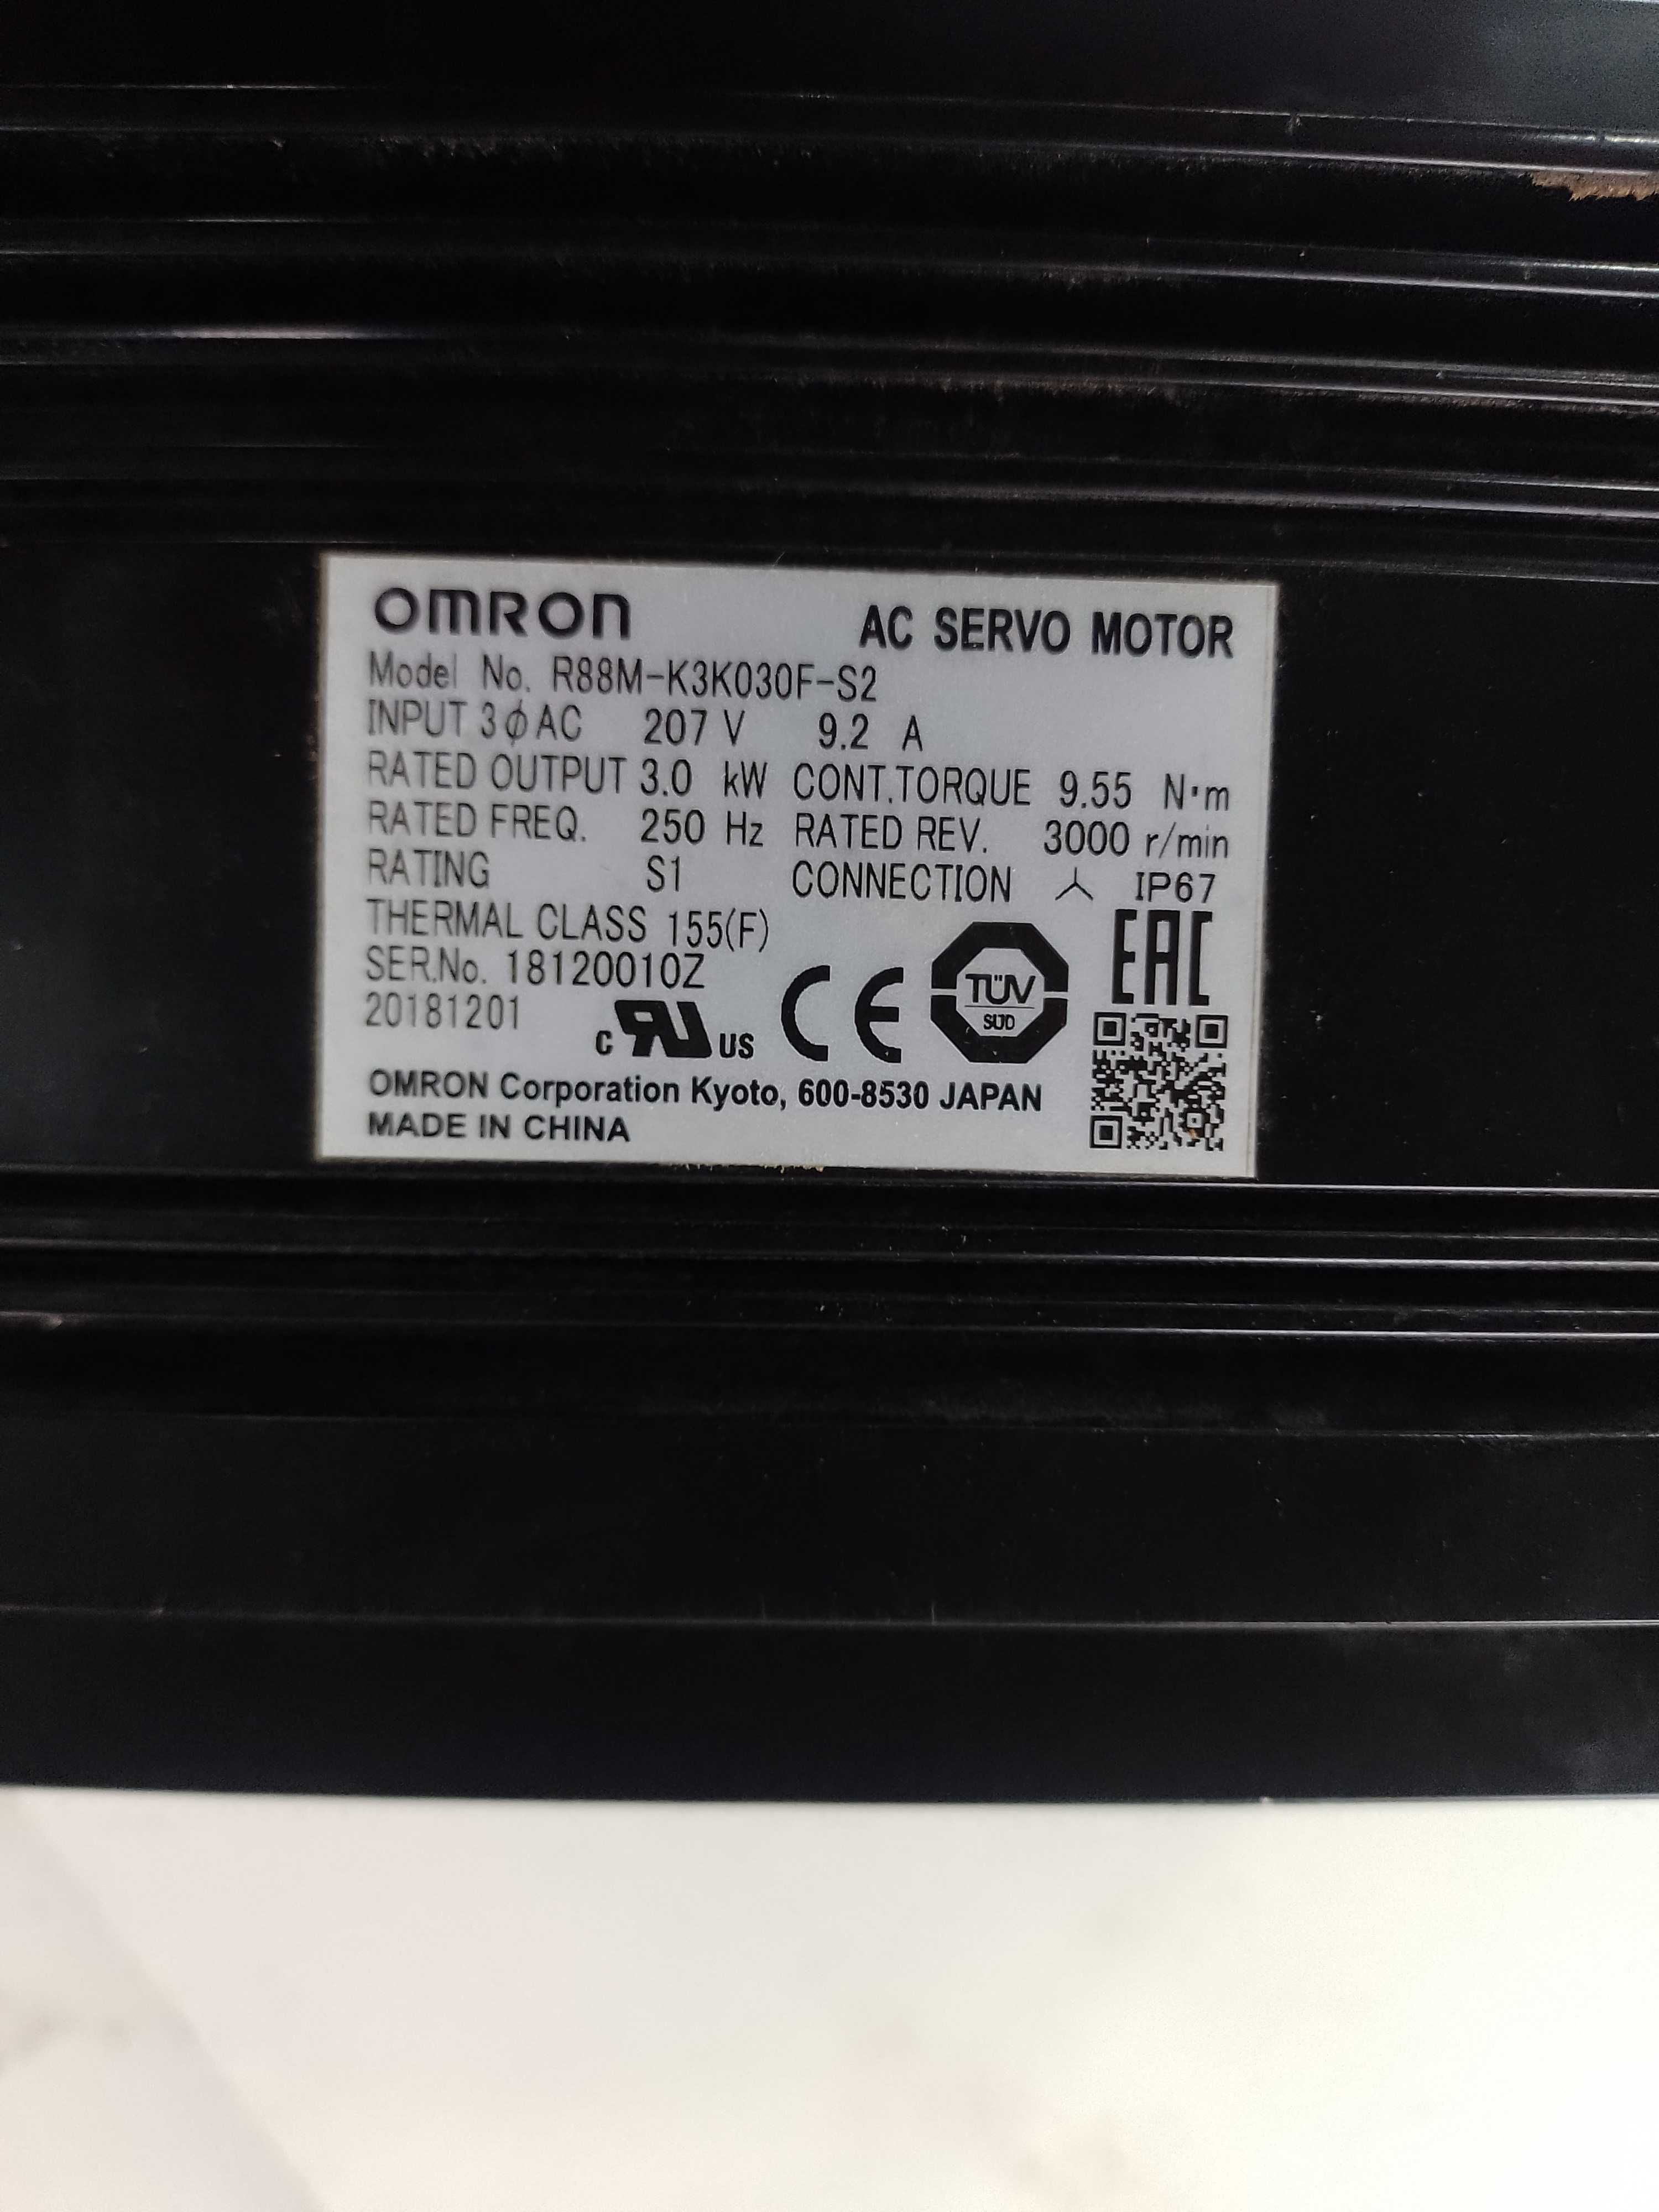 OMRON AC SERVO MOTOR
Model No. R88M-K3K030F-S2
INPUT 3ϕAC 207 V 9.2 A
RATED OUTPUT 3.0 kW CONT.TORQUE 9.55 N·m
RATED FREQ. 250 Hz RATED REV. 3000 r/min
RATING S1 CONNECTION 人 IP67
THERMAL CLASS 155(F)
SER.No. 18120010Z
20181201
c RU US CE TÜV SÜD EAC
OMRON Corporation Kyoto, 600-8530 JAPAN
MADE IN CHINA